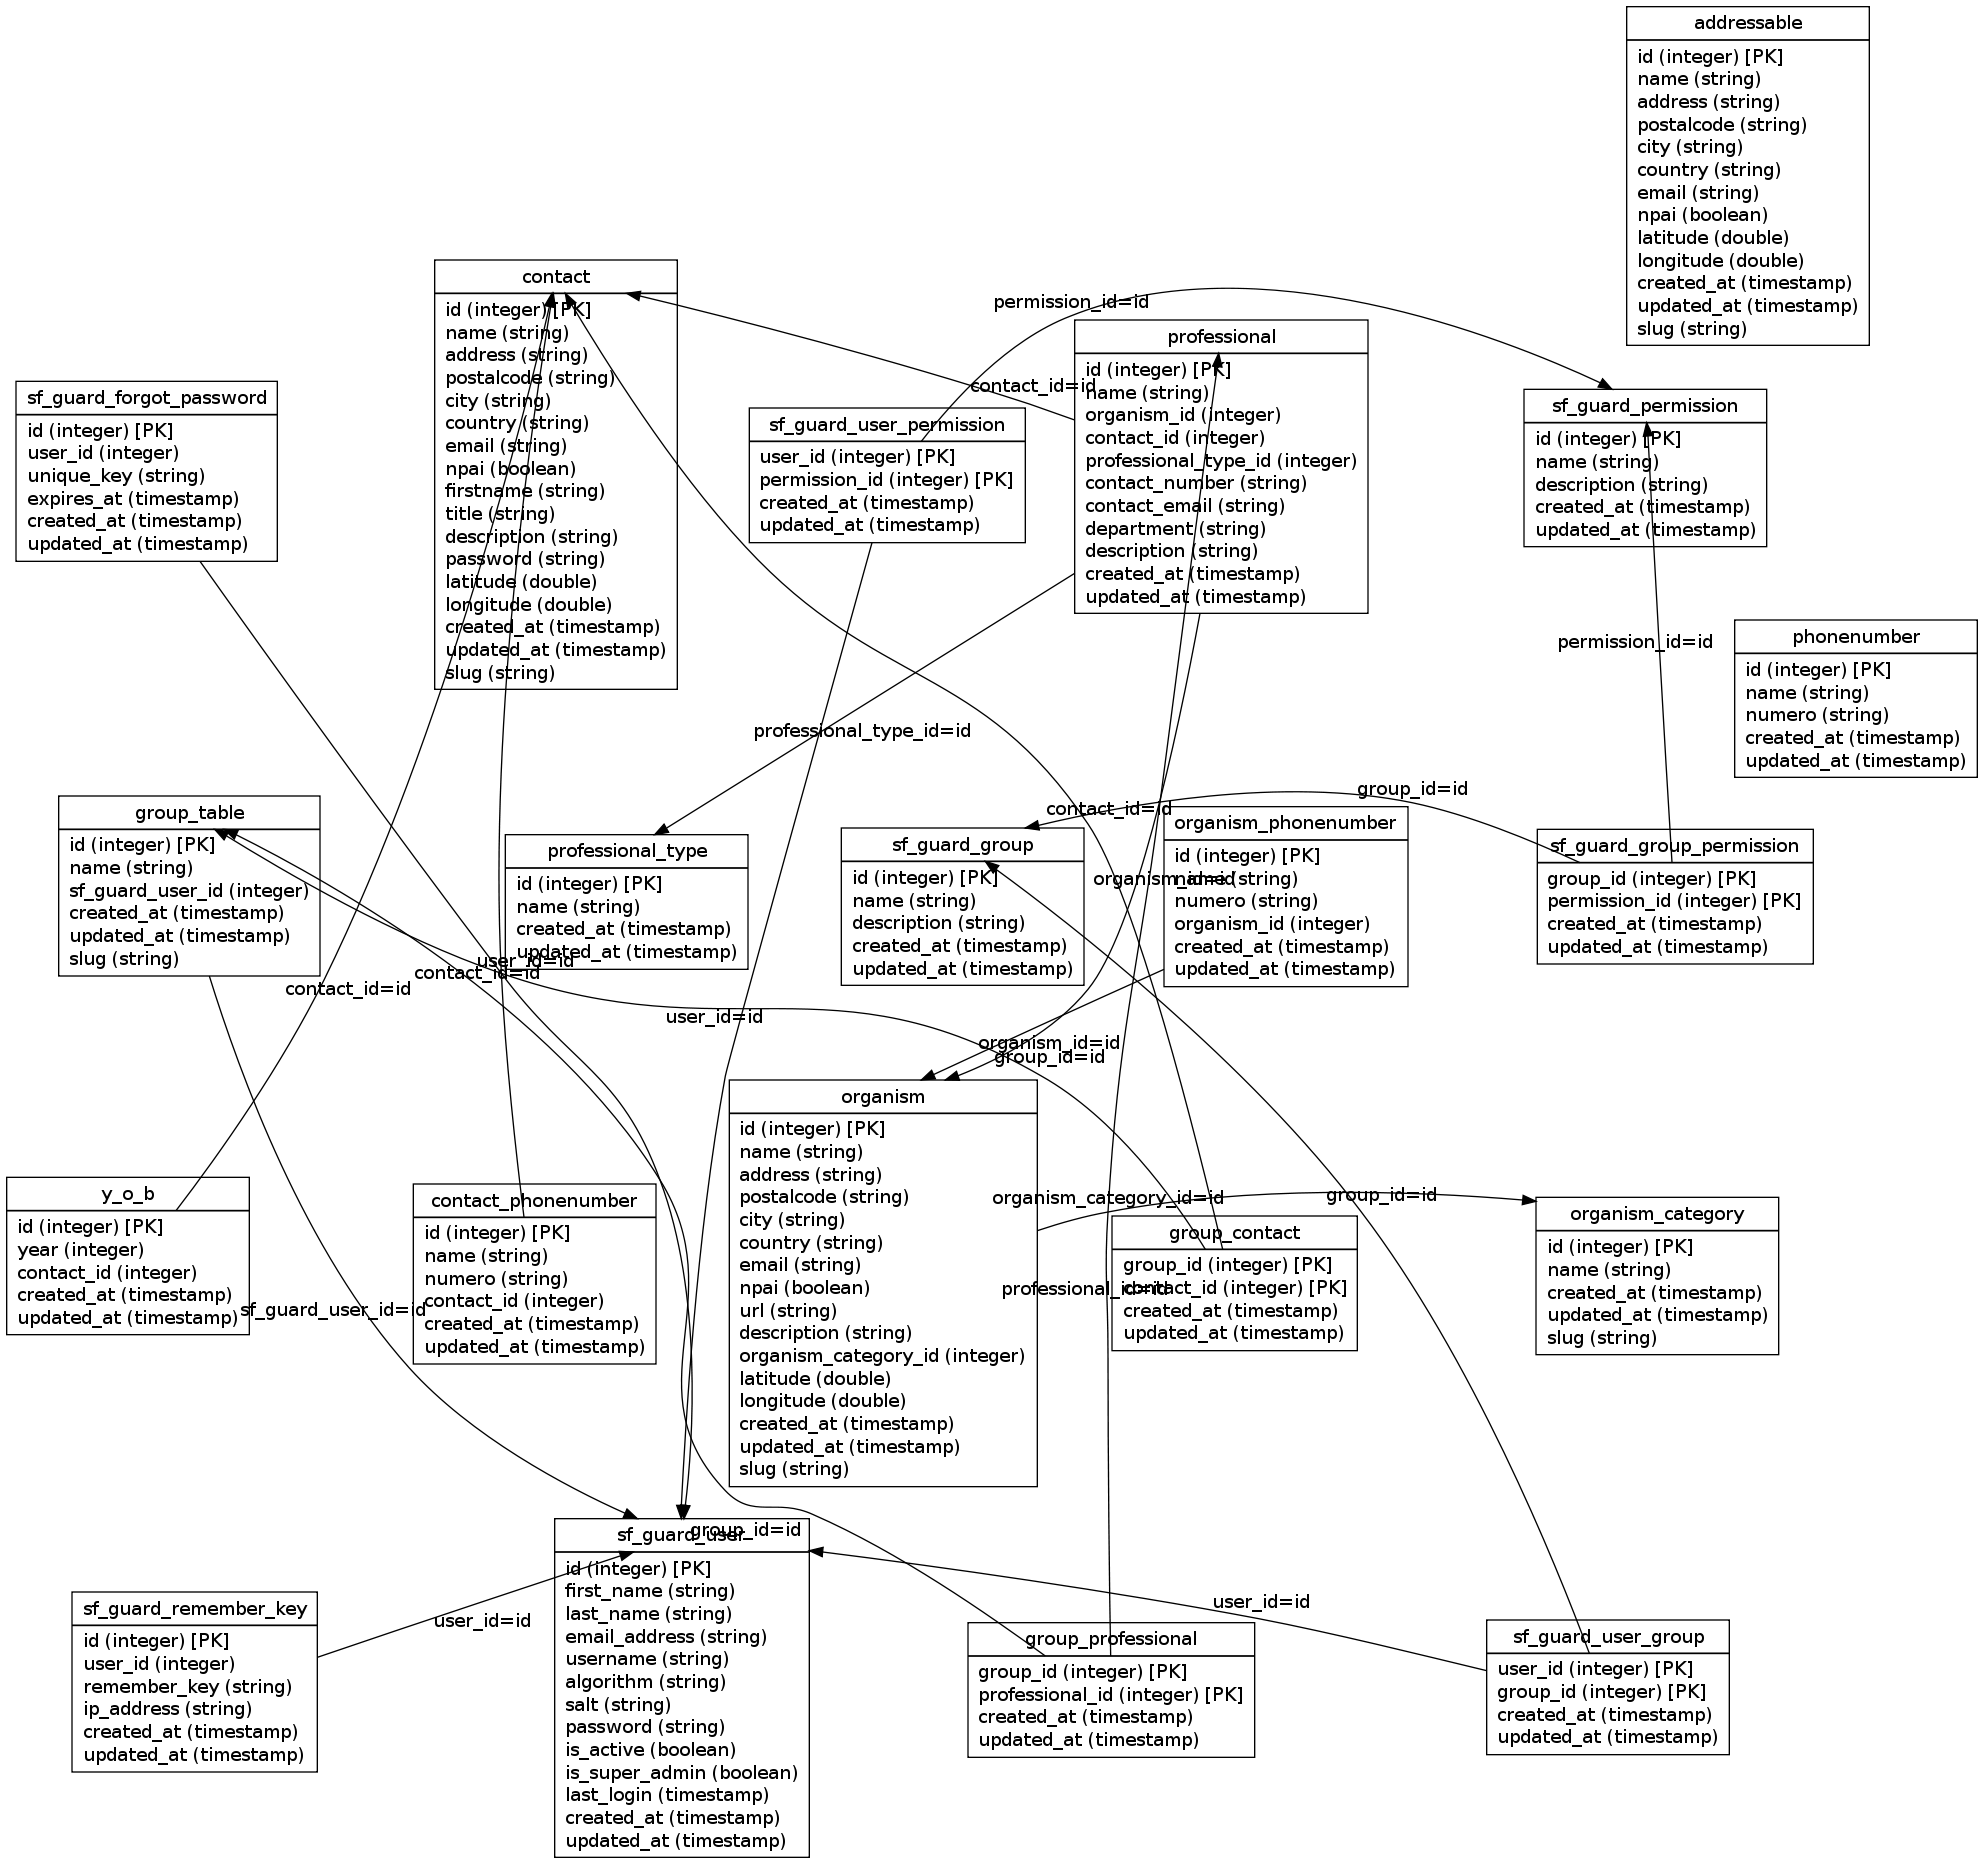 addressable
id (integer) [PK]
name (string)
address (string)
postalcode (string)
city (string)
country (string)
email (string)
npai (boolean)
latitude (double)
longitude (double)
created_at (timestamp)
updated_at (timestamp)
slug (string)
contact
id (integer) [PK]
name (string)
address (string)
postalcode (string)
city (string)
country (string)
email (string)
npai (boolean)
firstname (string)
title (string)
description (string)
password (string)
latitude (double)
longitude (double)
created_at (timestamp)
updated_at (timestamp)
slug (string)
permission_id=id
professional
id (integer) [PK]
name (string)
organism_id (integer)
contact_id (integer)
professional_type_id (integer)
contact_number (string)
contact_email (string)
department (string)
description (string)
created_at (timestamp)
updated_at (timestamp)
contact_id=id
sf_guard_forgot_password
id (integer) [PK]
user_id (integer)
unique_key (string)
expires_at (timestamp)
created_at (timestamp)
updated_at (timestamp)
sf_guard_user_permission
user_id (integer) [PK]
permission_id (integer) [PK]
created_at (timestamp)
updated_at (timestamp)
sf_guard_permission
id (integer) [PK]
name (string)
description (string)
created_at (timestamp)
updated_at (timestamp)
permission_id=id
phonenumber
id (integer) [PK]
name (string)
numero (string)
created_at (timestamp)
updated_at (timestamp)
professional_type_id=id
group_id=id
contact_id=id
group_table
id (integer) [PK]
name (string)
sf_guard_user_id (integer)
created_at (timestamp)
updated_at (timestamp)
slug (string)
professional_type
id (integer) [PK]
name (string)
created_at (timestamp)
updated_at (timestamp)
sf_guard_group
id (integer) [PK]
name (string)
description (string)
created_at (timestamp)
updated_at (timestamp)
organism_id=id
organism_phonenumber
id (integer) [PK]
name (string)
numero (string)
organism_id (integer)
created_at (timestamp)
updated_at (timestamp)
sf_guard_group_permission
group_id (integer) [PK]
permission_id (integer) [PK]
created_at (timestamp)
updated_at (timestamp)
user_id=id
contact_id=id
contact_id=id
user_id=id
organism_id=id
group_id=id
organism
id (integer) [PK]
name (string)
address (string)
postalcode (string)
city (string)
country (string)
email (string)
npai (boolean)
url (string)
description (string)
organism_category_id (integer)
latitude (double)
longitude (double)
created_at (timestamp)
updated_at (timestamp)
slug (string)
y_o_b
id (integer) [PK]
year (integer)
contact_id (integer)
created_at (timestamp)
updated_at (timestamp)
sf_guard_user_id=id
contact_phonenumber
id (integer) [PK]
name (string)
numero (string)
contact_id (integer)
created_at (timestamp)
updated_at (timestamp)
organism_category_id=id
group_id=id
group_contact
group_id (integer) [PK]
contact_id (integer) [PK]
created_at (timestamp)
updated_at (timestamp)
professional_id=id
organism_category
id (integer) [PK]
name (string)
created_at (timestamp)
updated_at (timestamp)
slug (string)
group_id=id
sf_guard_user
id (integer) [PK]
first_name (string)
last_name (string)
email_address (string)
username (string)
algorithm (string)
salt (string)
password (string)
is_active (boolean)
is_super_admin (boolean)
last_login (timestamp)
created_at (timestamp)
updated_at (timestamp)
sf_guard_remember_key
id (integer) [PK]
user_id (integer)
remember_key (string)
ip_address (string)
created_at (timestamp)
updated_at (timestamp)
user_id=id
user_id=id
group_professional
group_id (integer) [PK]
professional_id (integer) [PK]
created_at (timestamp)
updated_at (timestamp)
sf_guard_user_group
user_id (integer) [PK]
group_id (integer) [PK]
created_at (timestamp)
updated_at (timestamp)